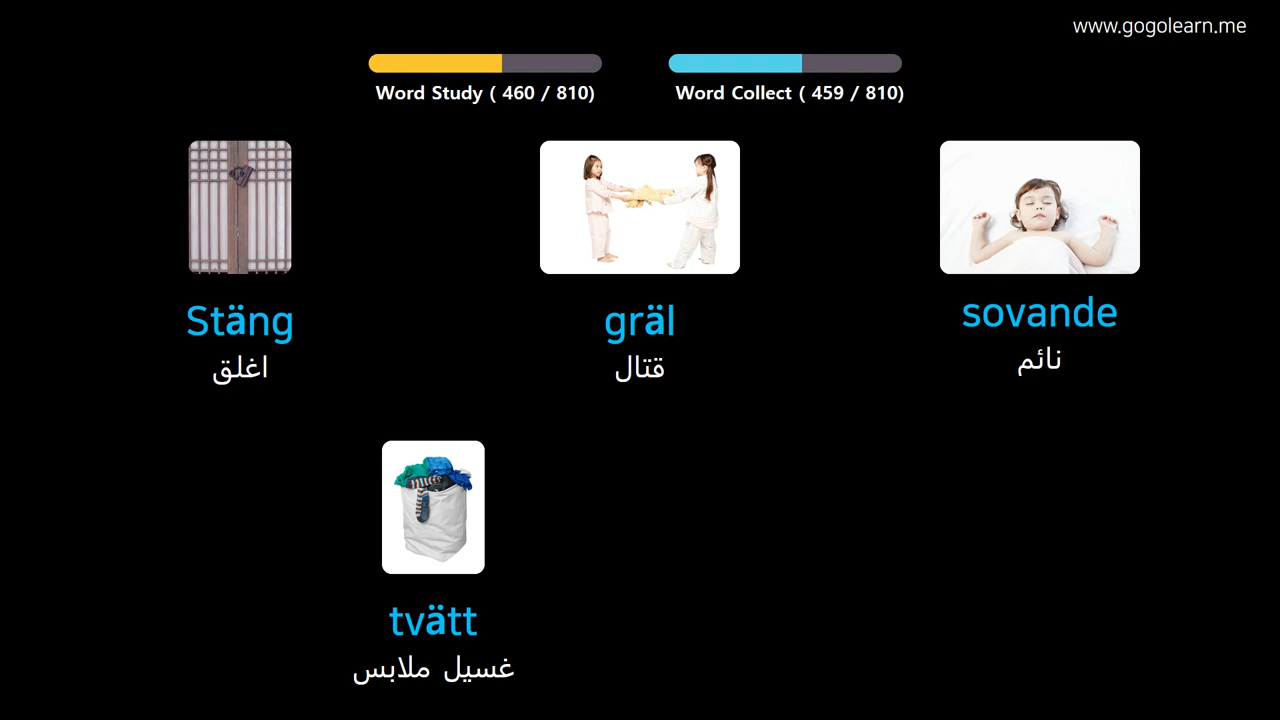 www.gogolearn.me
Word Study ( 460 / 810)
Word Collect ( 459 / 810)
Stäng
اغلق
gräl
قتال
sovande
نائم
tvätt
غسيل ملابس